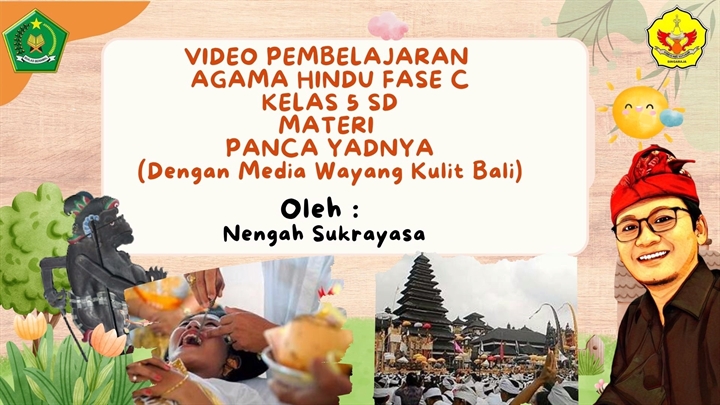 VIDEO PEMBELAJARAN
AGAMA HINDU FASE C
KELAS 5 SD
MATERI
PANCA YADNYA
(Dengan Media Wayang Kulit Bali)
Oleh :
Nengah Sukrayasa